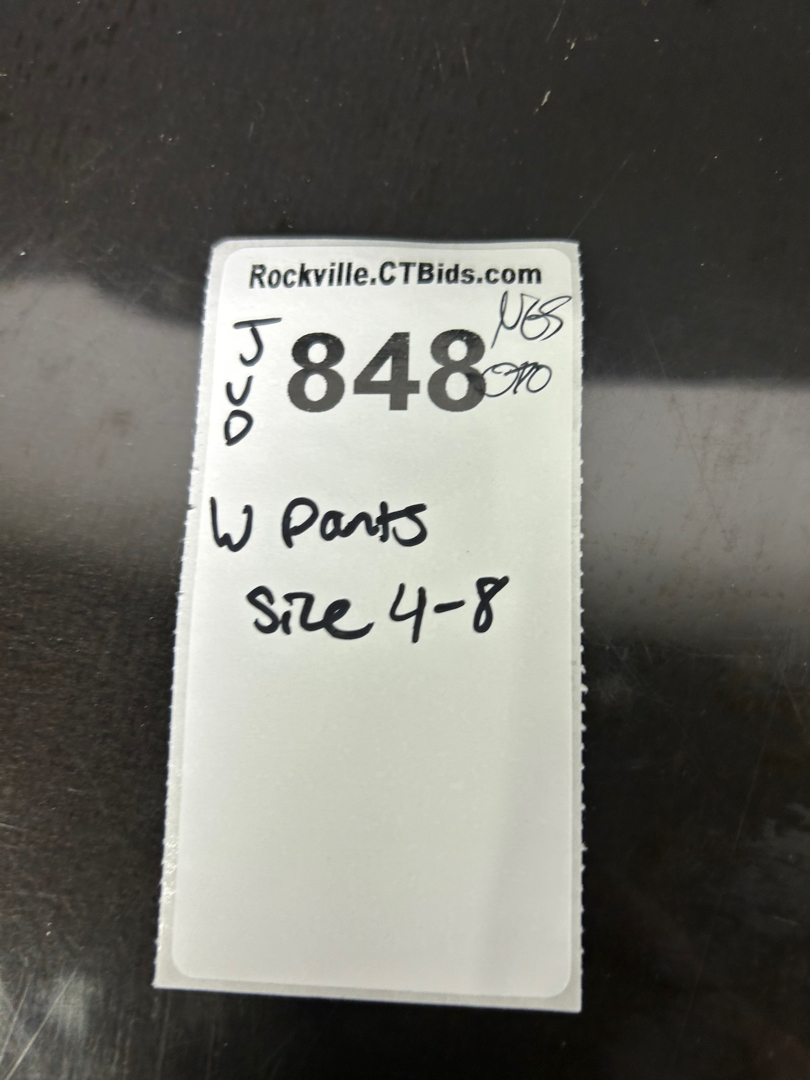 Rockville.CTBids.com
JUD
848
W Pants
Size 4-8